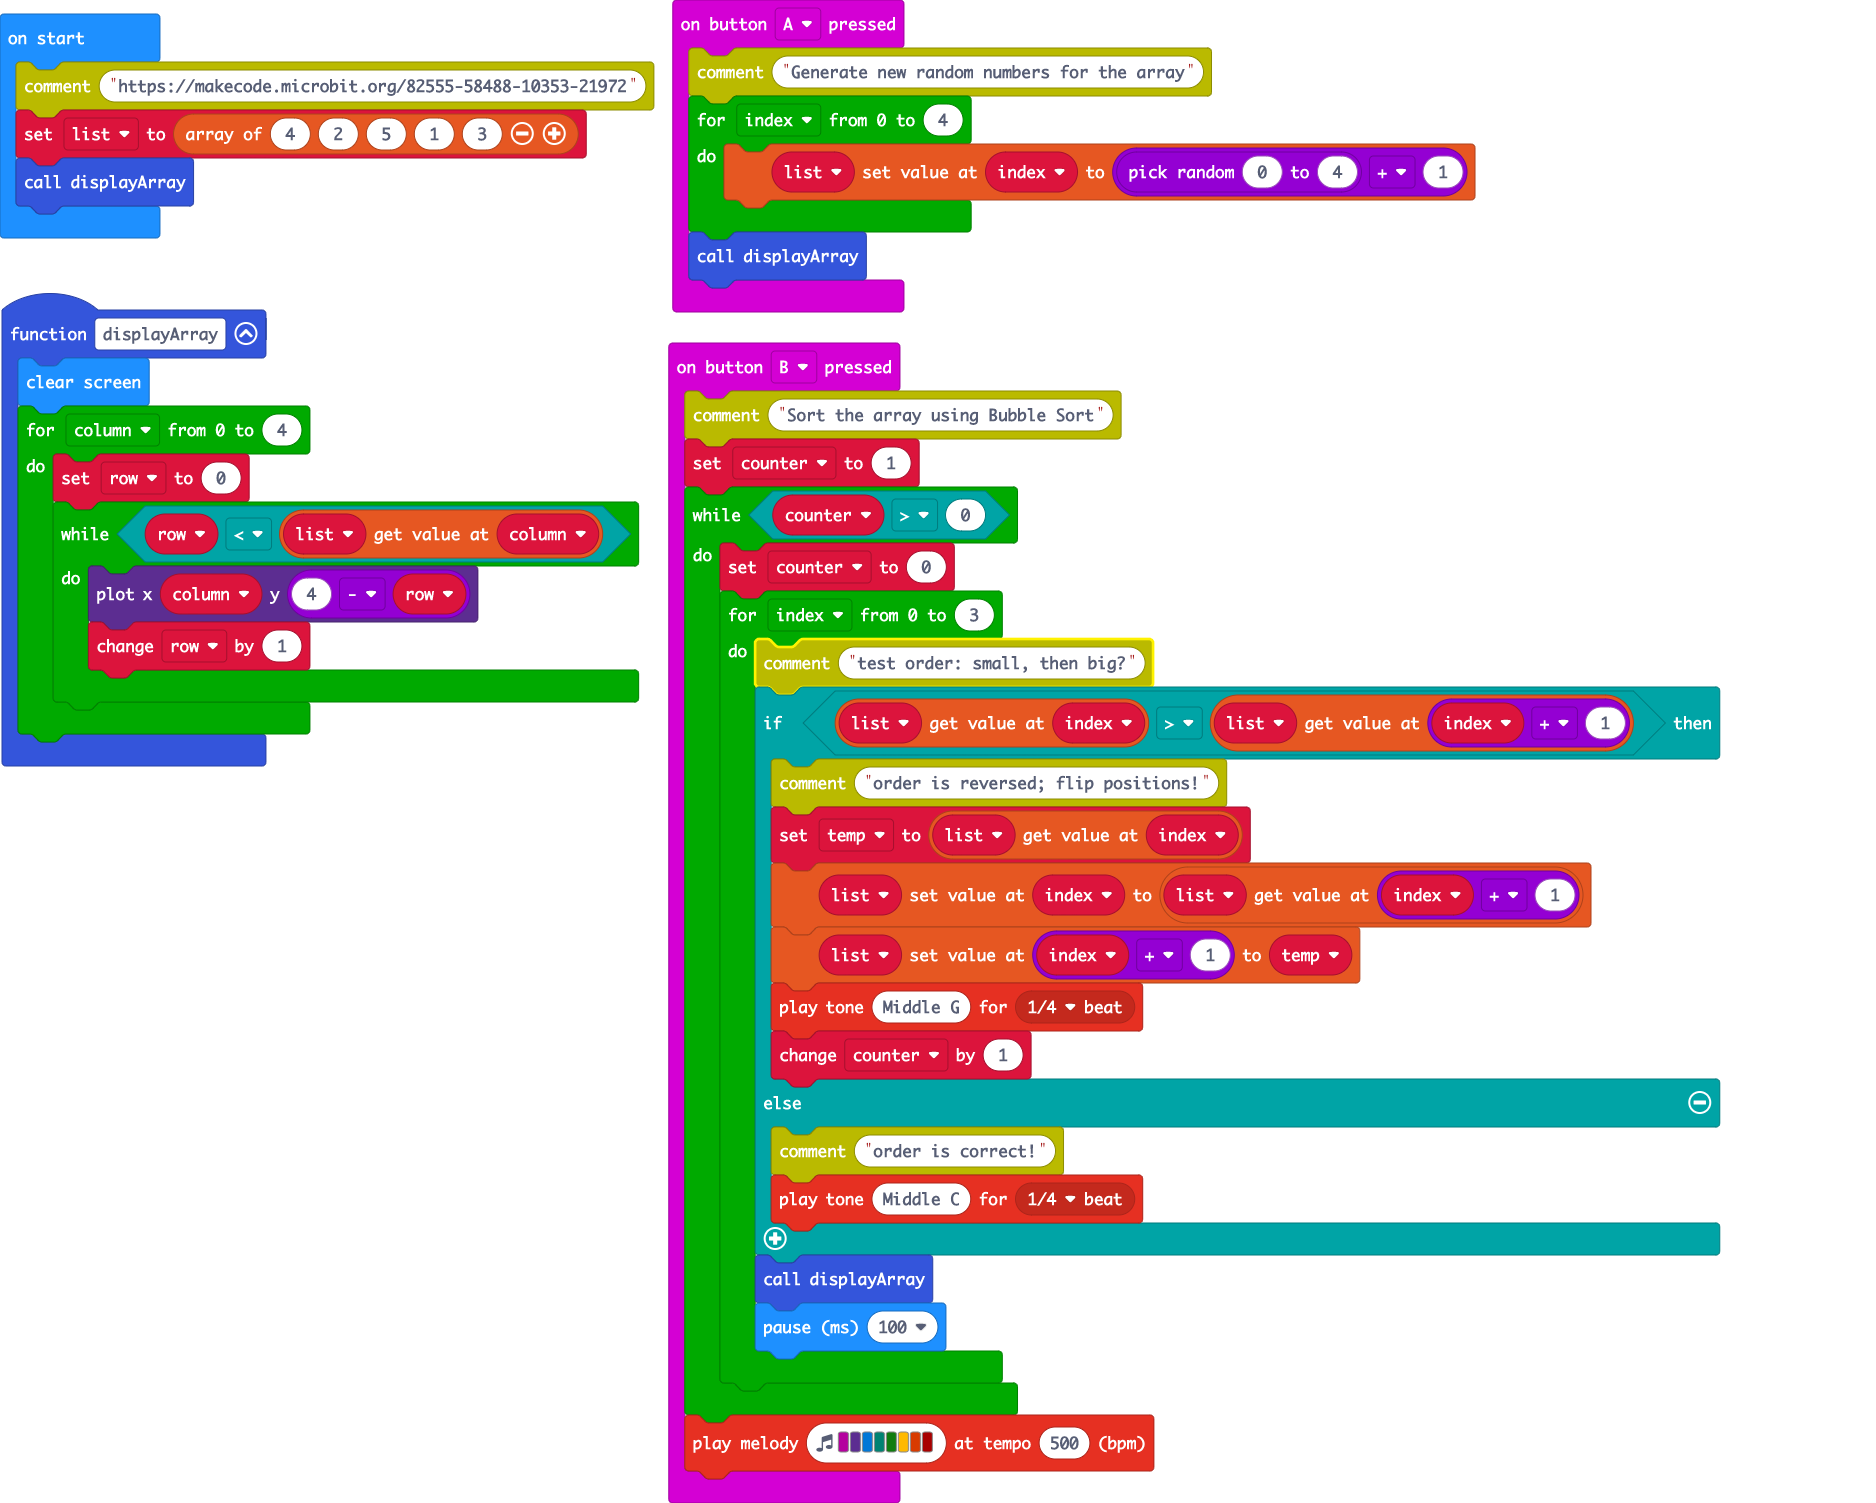 on start
comment "https://makecode.microbit.org/82555-58488-10353-21972"
set list to array of 4 2 5 1 3
call displayArray
function displayArray
clear screen
for column from 0 to 4
do
set row to 0
while row < list get value at column
do
plot x column y 4 - row
change row by 1
on button A pressed
comment "Generate new random numbers for the array"
for index from 0 to 4
do
list set value at index to pick random 0 to 4 + 1
call displayArray
on button B pressed
comment "Sort the array using Bubble Sort"
set counter to 1
while counter > 0
do
set counter to 0
for index from 0 to 3
do
comment "test order: small, then big?"
if list get value at index > list get value at index + 1 then
comment "order is reversed; flip positions!"
set temp to list get value at index
list set value at index to list get value at index + 1
list set value at index + 1 to temp
play tone Middle G for 1/4 beat
change counter by 1
else
comment "order is correct!"
play tone Middle C for 1/4 beat
call displayArray
pause (ms) 100
play melody at tempo 500 (bpm)